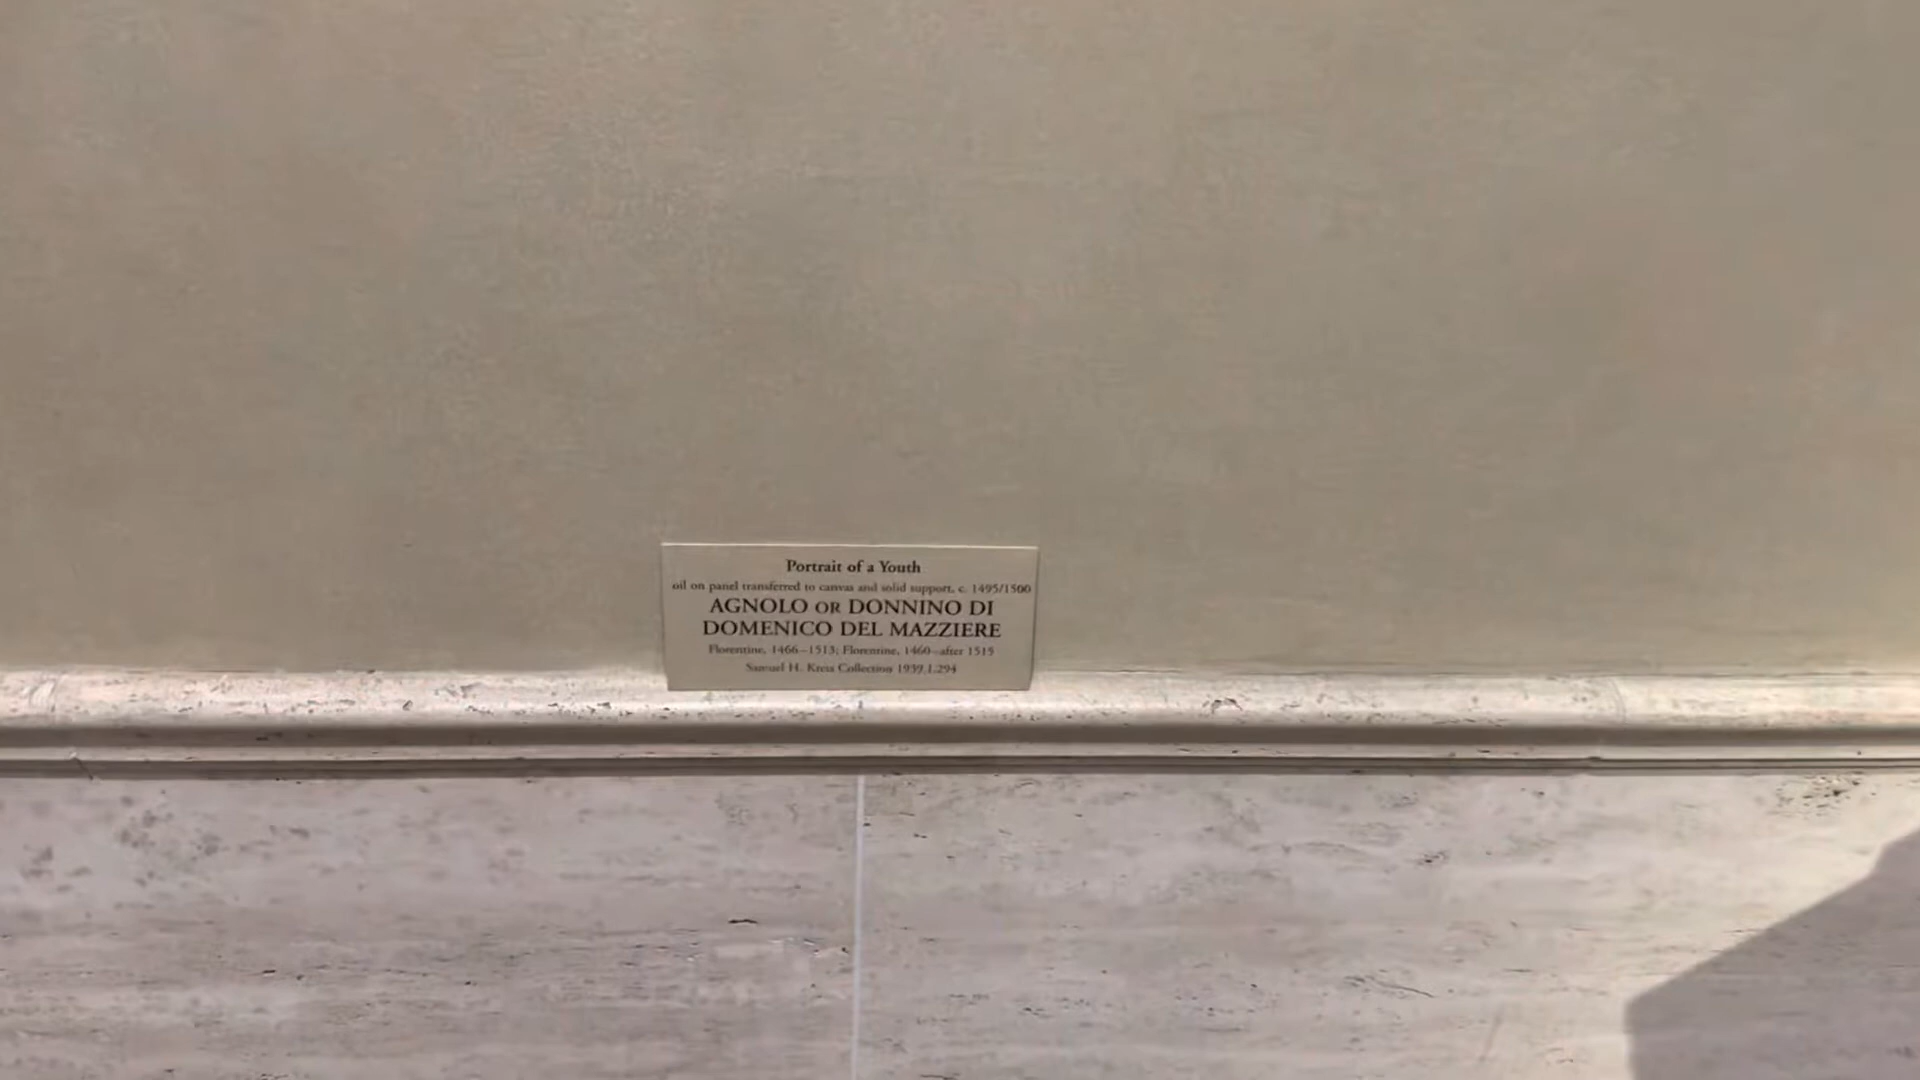 Portrait of a Youth
oil on panel transferred to canvas and solid support, c. 1495/1500
AGNOLO OR DONNINO DI
DOMENICO DEL MAZZIERE
Florentine, 1466–1513; Florentine, 1460–after 1515
Samuel H. Kress Collection 1939.1.294